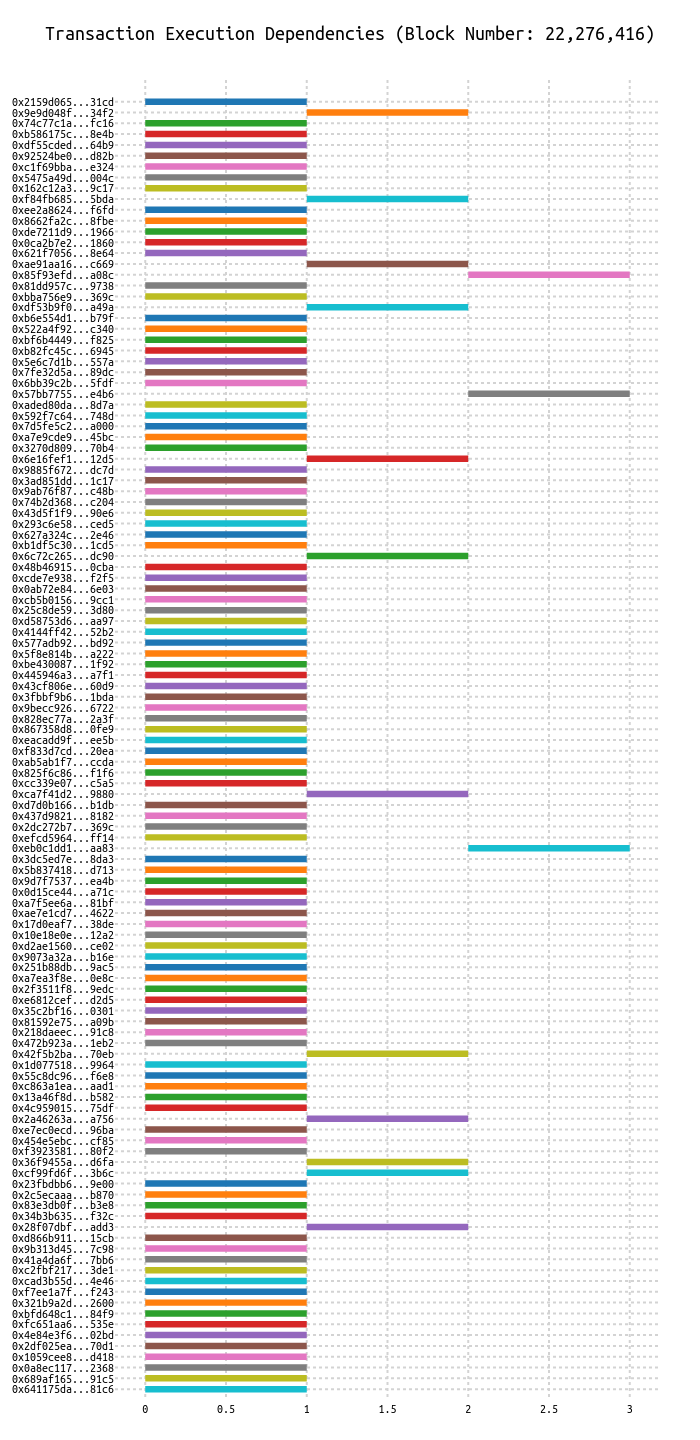 Transaction Execution Dependencies (Block Number: 22,276,416)
0x2159d065...31cd
0x9e9d048f...34f2
0x74c77c1a...fc16
0xb586175c...8e4b
0xdf55cded...64b9
0x92524be0...d82b
0xc1f69bba...e324
0x5475a49d...004c
0x162c12a3...9c17
0xf84fb685...5bda
0xee2a8624...f6fd
0x8662fa2c...8fbe
0xde7211d9...1966
0x0ca2b7e2...1860
0x621f7056...8e64
0xae91aa16...c669
0x85f93efd...a08c
0x81dd957c...9738
0xbba756e9...369c
0xdf53b9f0...a49a
0xb6e554d1...b79f
0x522a4f92...c340
0xbf6b4449...f825
0xb82fc45c...6945
0x5e6c7d1b...557a
0x7fe32d5a...89dc
0x6bb39c2b...5fdf
0x57bb7755...e4b6
0xaded80da...8d7a
0x592f7c64...748d
0x7d5fe5c2...a000
0xa7e9cde9...45bc
0x3270d809...70b4
0x6e16fef1...12d5
0x9885f672...dc7d
0x3ad851dd...1c17
0x9ab76f87...c48b
0x74b2d368...c204
0x43d5f1f9...90e6
0x293c6e58...ced5
0x627a324c...2e46
0xb1df5c30...1cd5
0x6c72c265...dc90
0x48b46915...0cba
0xcde7e938...f2f5
0x0ab72e84...6e03
0xcb5b0156...9cc1
0x25c8de59...3d80
0xd58753d6...aa97
0x4144ff42...52b2
0x577adb92...bd92
0x5f8e814b...a222
0xbe430087...1f92
0x445946a3...a7f1
0x43cf806e...60d9
0x3fbbf9b6...1bda
0x9becc926...6722
0x828ec77a...2a3f
0x867358d8...0fe9
0xeacadd9f...ee5b
0xf833d7cd...20ea
0xab5ab1f7...ccda
0x825f6c86...f1f6
0xcc339e07...c5a5
0xca7f41d2...9880
0xd7d0b166...b1db
0x437d9821...8182
0x2dc272b7...369c
0xefcd5964...ff14
0xeb0c1dd1...aa83
0x3dc5ed7e...8da3
0x5b837418...d713
0x9d7f7537...ea4b
0x0d15ce44...a71c
0xa7f5ee6a...81bf
0xae7e1cd7...4622
0x17d0eaf7...38de
0x10e18e0e...12a2
0xd2ae1560...ce02
0x9073a32a...b16e
0x251b88db...9ac5
0xa7ea3f8e...0e8c
0x2f3511f8...9edc
0xe6812cef...d2d5
0x35c2bf16...0301
0x81592e75...a09b
0x218daeec...91c8
0x472b923a...1eb2
0x42f5b2ba...70eb
0x1d077518...9964
0x55c8dc96...f6e8
0xc863a1ea...aad1
0x13a46f8d...b582
0x4c959015...75df
0x2a46263a...a756
0xe7ec0ecd...96ba
0x454e5ebc...cf85
0xf3923581...80f2
0x36f9455a...d6fa
0xcf99fd6f...3b6c
0x23fbdbb6...9e00
0x2c5ecaaa...b870
0x83e3db0f...b3e8
0x34b3b635...f32c
0x28f07dbf...add3
0xd866b911...15cb
0x9b313d45...7c98
0x41a4da6f...7bb6
0xc2fbf217...3de1
0xcad3b55d...4e46
0xf7ee1a7f...f243
0x321b9a2d...2600
0xbfd648c1...84f9
0xfc651aa6...535e
0x4e84e3f6...02bd
0x2df025ea...70d1
0x1059cee8...d418
0x0a8ec117...2368
0x689af165...91c5
0x641175da...81c6
0 0.5 1 1.5 2 2.5 3